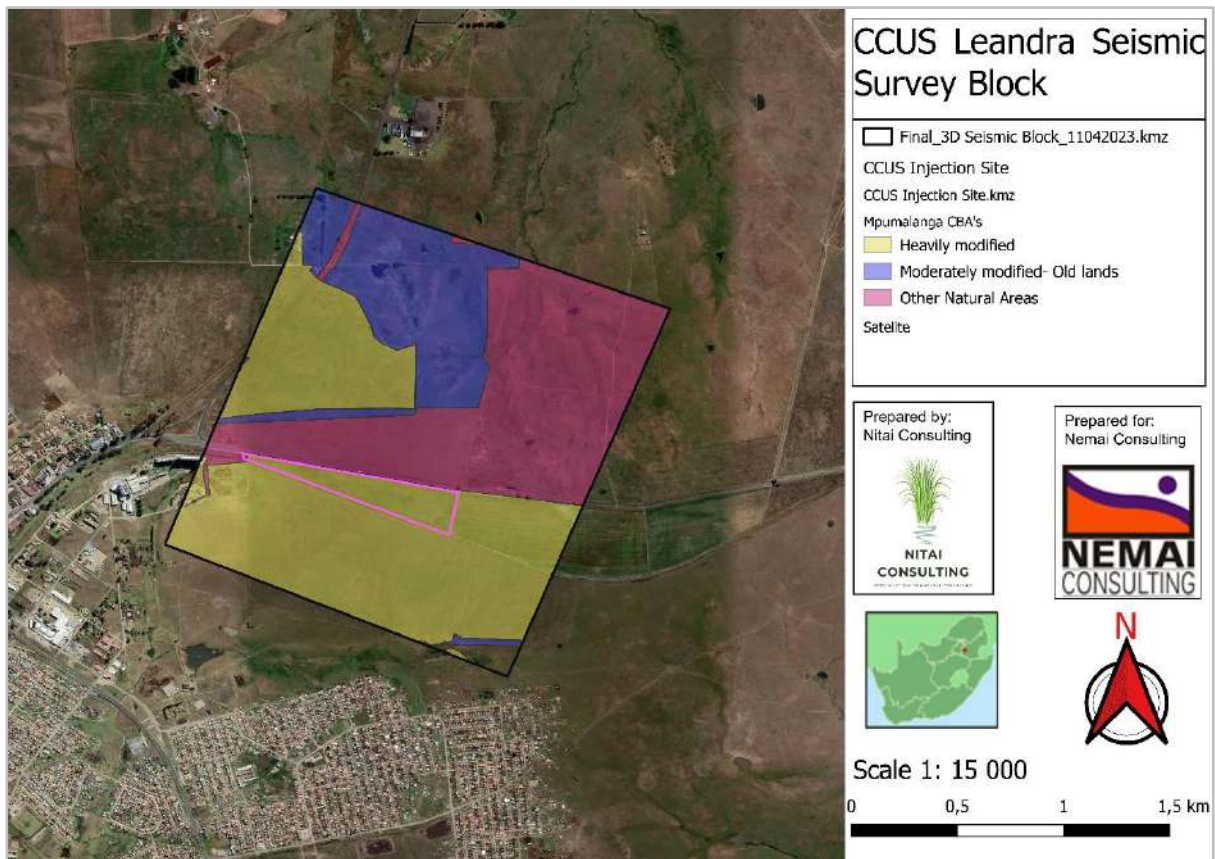 CCUS Leandra Seismic
Survey Block
Final_3D Seismic Block_11042023.kmz
CCUS Injection Site
CCUS Injection Site.kmz
Mpumalanga CBA's
Heavily modified
Moderately modified- Old lands
Other Natural Areas
Satelite
Prepared by:
Nitai Consulting
NITAI
CONSULTING
Prepared for:
Nemai Consulting
NEMAI
CONSULTING
N
Scale 1: 15 000
0 0,5 1 1,5 km